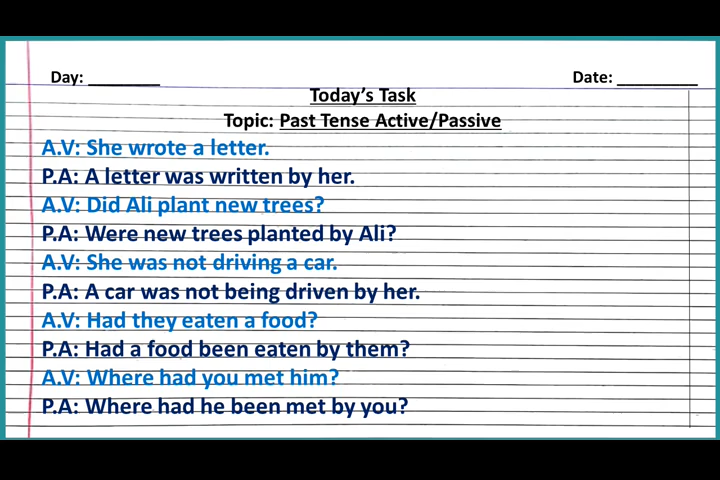 Day: ________ Date: _________
Today's Task
Topic: Past Tense Active/Passive
A.V: She wrote a letter.
P.A: A letter was written by her.
A.V: Did Ali plant new trees?
P.A: Were new trees planted by Ali?
A.V: She was not driving a car.
P.A: A car was not being driven by her.
A.V: Had they eaten a food?
P.A: Had a food been eaten by them?
A.V: Where had you met him?
P.A: Where had he been met by you?